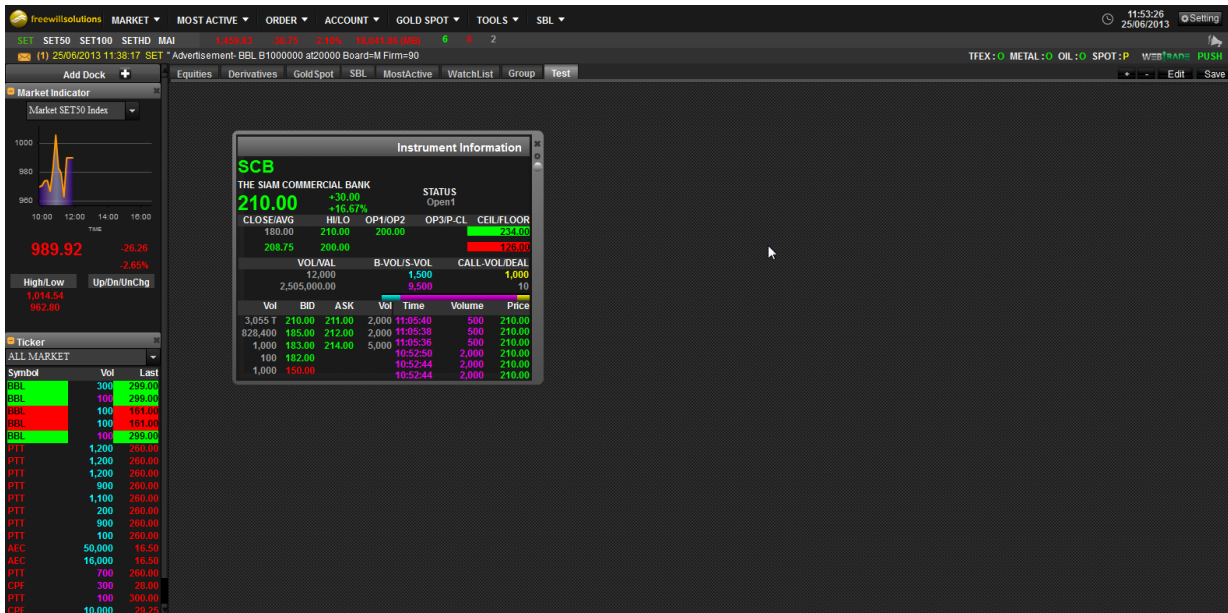 freewillsolutions MARKET ▼ MOST ACTIVE ▼ ORDER ▼ ACCOUNT ▼ GOLD SPOT ▼ TOOLS ▼ SBL ▼ 11:53:26 25/06/2013 Setting
SET SET50 SET100 SETHD MAI 6 2
(1) 25/06/2013 11:38:17 SET " Advertisement- BBL B1000000 at20000 Board=M Firm=90 TFEX:O METAL:O OIL:O SPOT:P WEBTRADE PUSH
Add Dock Equities Derivatives GoldSpot SBL MostActive WatchList Group Test + - Edit Save
Market Indicator
Market SET50 Index
1000
980
960
10:00 12:00 14:00 16:00
TIME
989.92 -26.26
-2.65%
High/Low Up/Dn/UnChg
1,014.54
962.80
Ticker
ALL MARKET
Symbol Vol Last
BBL 300 299.00
BBL 100 299.00
BBL 100 161.00
BBL 100 161.00
BBL 100 299.00
PTT 1,200 260.00
PTT 1,200 260.00
PTT 1,200 260.00
PTT 900 260.00
PTT 1,100 260.00
PTT 200 260.00
PTT 900 260.00
PTT 100 260.00
AEC 50,000 16.50
AEC 16,000 16.50
PTT 700 260.00
CPF 300 28.00
PTT 100 300.00
CPF 10,000 29.25
Instrument Information
SCB
THE SIAM COMMERCIAL BANK
210.00 +30.00 STATUS
+16.67% Open1
CLOSE/AVG HI/LO OP1/OP2 OP3/P-CL CEIL/FLOOR
180.00 210.00 200.00 234.00
208.75 200.00 126.00
VOL/VAL B-VOL/S-VOL CALL-VOL/DEAL
12,000 1,500 1,000
2,505,000.00 9,500 10
Vol BID ASK Vol Time Volume Price
3,055 T 210.00 211.00 2,000 11:05:40 500 210.00
828,400 185.00 212.00 2,000 11:05:38 500 210.00
1,000 183.00 214.00 5,000 11:05:36 500 210.00
100 182.00 10:52:50 2,000 210.00
1,000 150.00 10:52:44 2,000 210.00
10:52:44 2,000 210.00